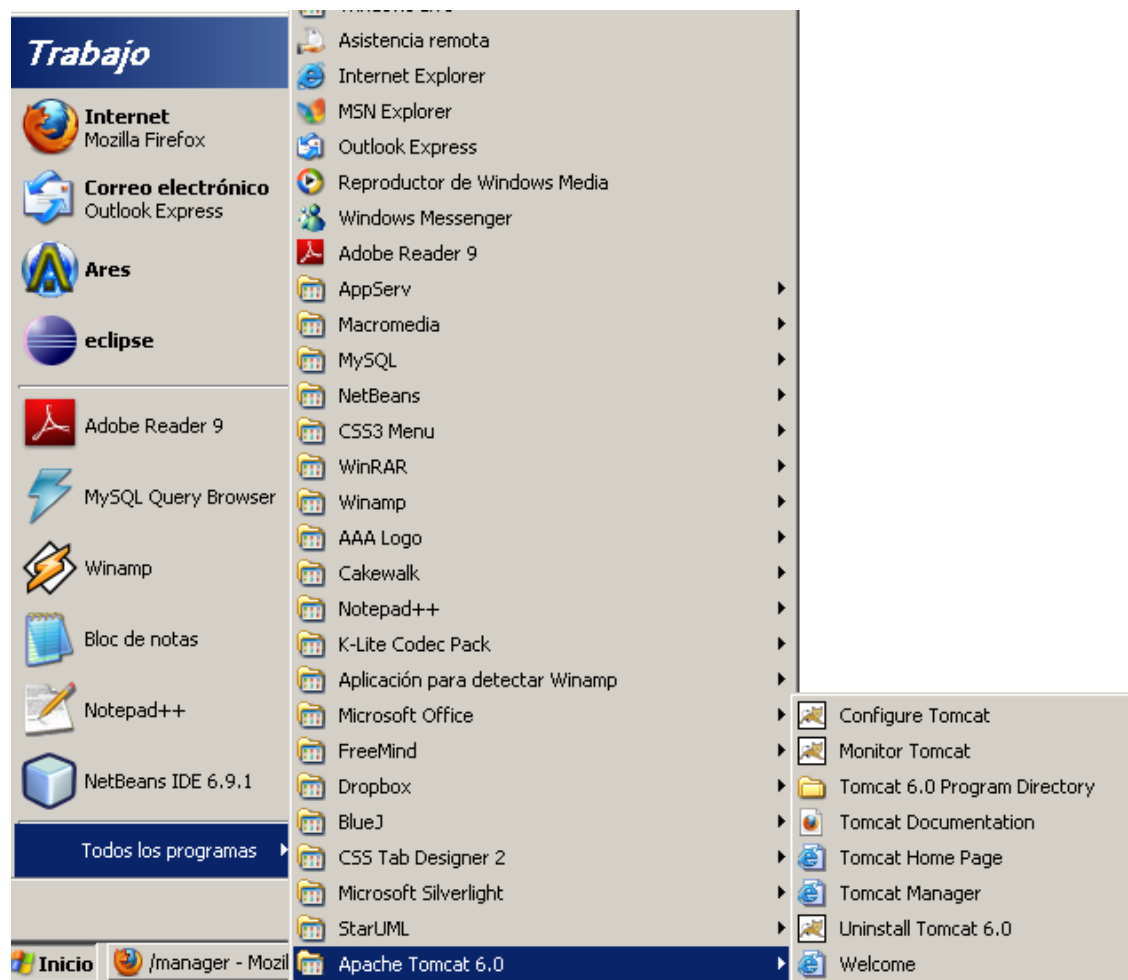 Trabajo
Internet
Mozilla Firefox
Correo electrónico
Outlook Express
Ares
eclipse
Adobe Reader 9
MySQL Query Browser
Winamp
Bloc de notas
Notepad++
NetBeans IDE 6.9.1
Todos los programas
Inicio
/manager - Mozil
Asistencia remota
Internet Explorer
MSN Explorer
Outlook Express
Reproductor de Windows Media
Windows Messenger
Adobe Reader 9
AppServ
Macromedia
MySQL
NetBeans
CSS3 Menu
WinRAR
Winamp
AAA Logo
Cakewalk
Notepad++
K-Lite Codec Pack
Aplicación para detectar Winamp
Microsoft Office
FreeMind
Dropbox
BlueJ
CSS Tab Designer 2
Microsoft Silverlight
StarUML
Apache Tomcat 6.0
Configure Tomcat
Monitor Tomcat
Tomcat 6.0 Program Directory
Tomcat Documentation
Tomcat Home Page
Tomcat Manager
Uninstall Tomcat 6.0
Welcome